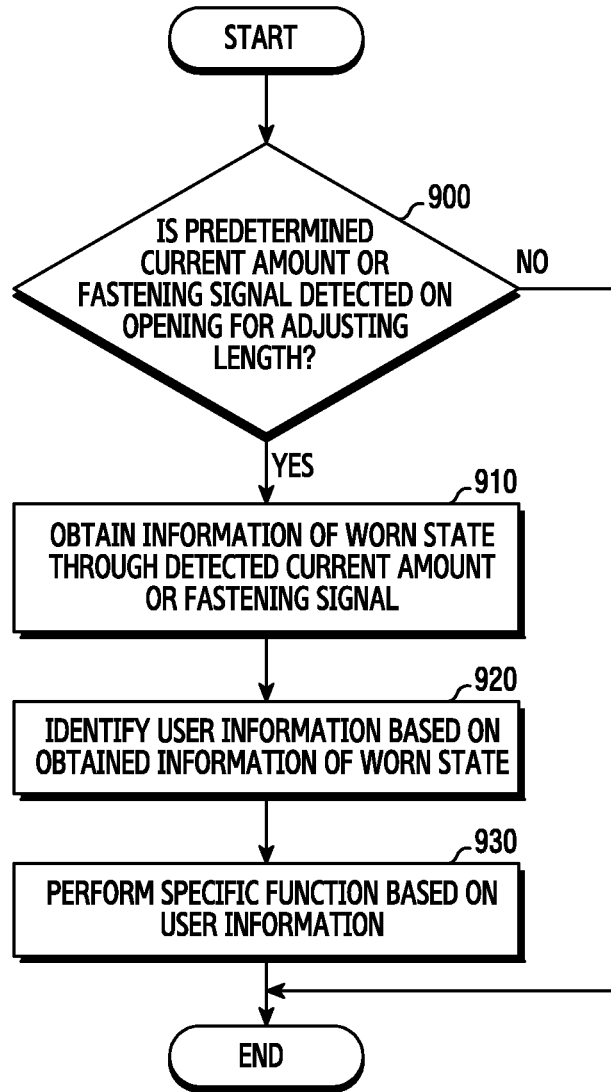 START
900
IS PREDETERMINED
CURRENT AMOUNT OR
FASTENING SIGNAL DETECTED ON
OPENING FOR ADJUSTING
LENGTH?
NO
YES
910
OBTAIN INFORMATION OF WORN STATE
THROUGH DETECTED CURRENT AMOUNT
OR FASTENING SIGNAL
920
IDENTIFY USER INFORMATION BASED ON
OBTAINED INFORMATION OF WORN STATE
930
PERFORM SPECIFIC FUNCTION BASED ON
USER INFORMATION
END